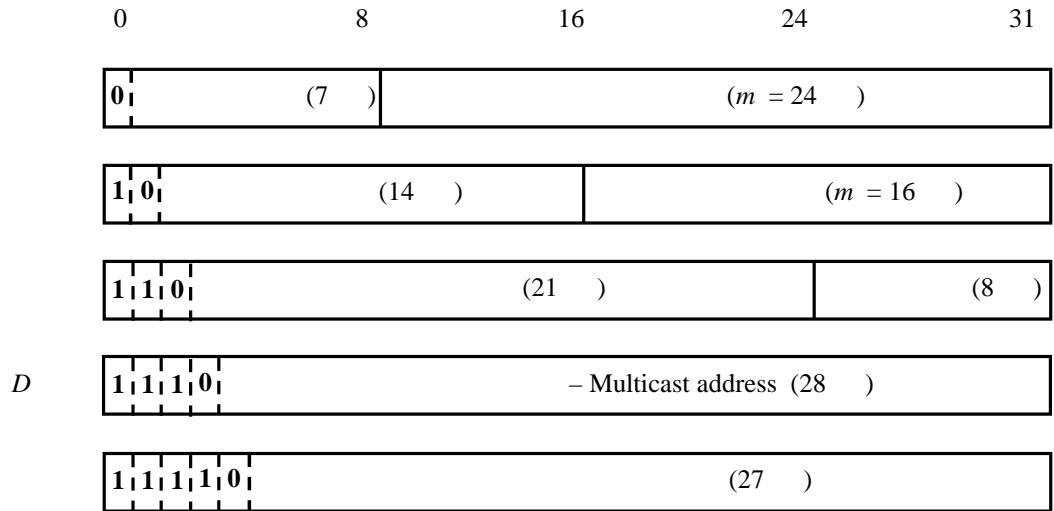 0 8 16 24 31
0 (7 ) (m = 24 )
1 0 (14 ) (m = 16 )
1 1 0 (21 ) (8 )
D 1 1 1 0 – Multicast address (28 )
1 1 1 1 0 (27 )